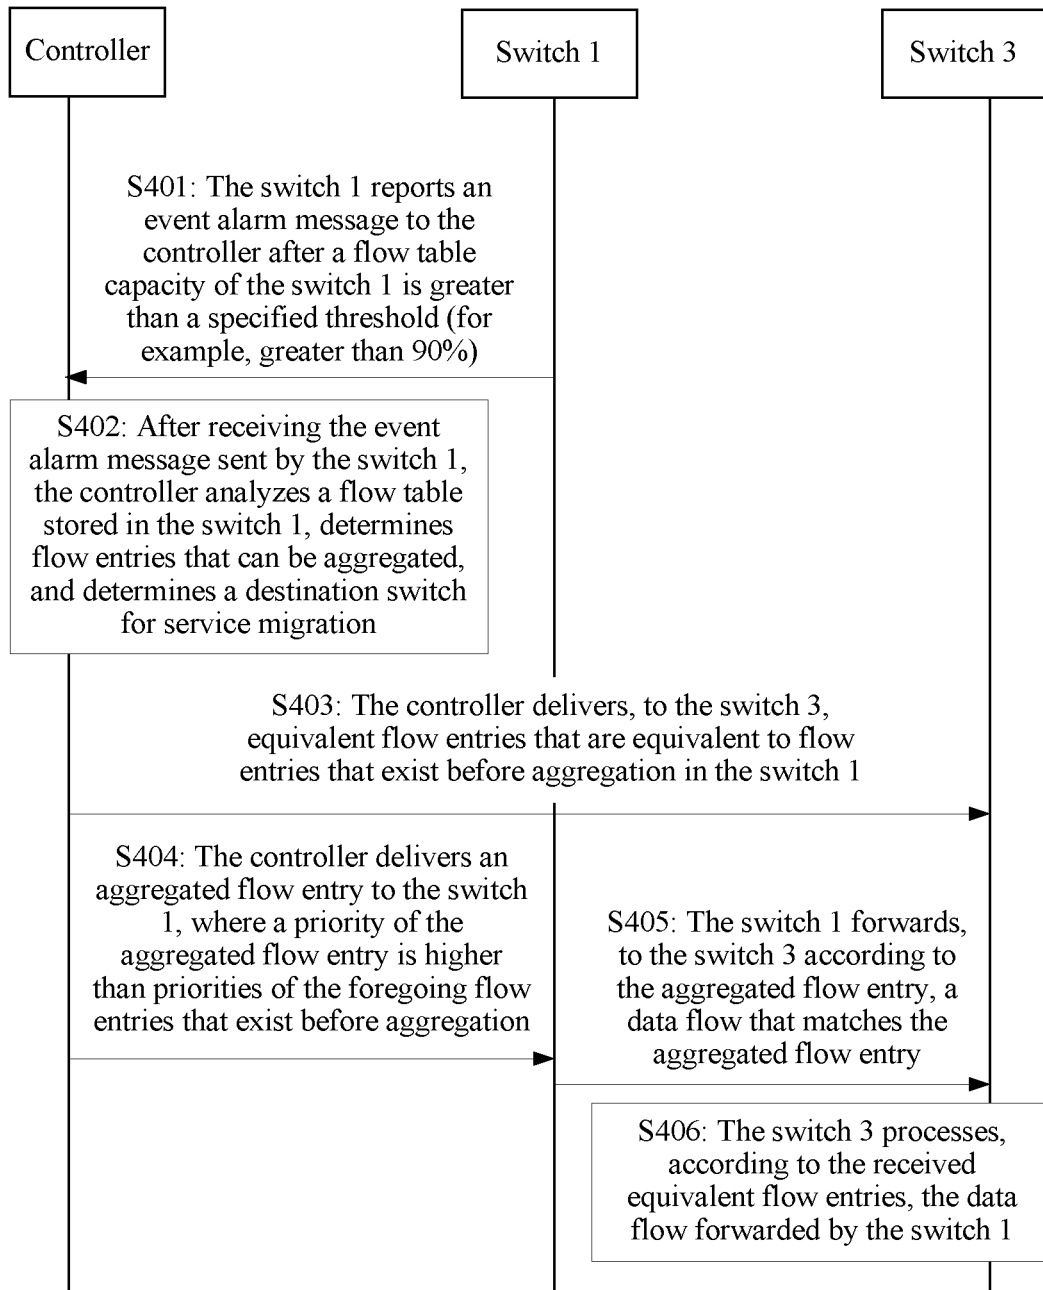 Controller
Switch 1
Switch 3
S401: The switch 1 reports an
event alarm message to the
controller after a flow table
capacity of the switch 1 is greater
than a specified threshold (for
example, greater than 90%)
S402: After receiving the event
alarm message sent by the switch 1,
the controller analyzes a flow table
stored in the switch 1, determines
flow entries that can be aggregated,
and determines a destination switch
for service migration
S403: The controller delivers, to the switch 3,
equivalent flow entries that are equivalent to flow
entries that exist before aggregation in the switch 1
S404: The controller delivers an
aggregated flow entry to the switch
1, where a priority of the
aggregated flow entry is higher
than priorities of the foregoing flow
entries that exist before aggregation
S405: The switch 1 forwards,
to the switch 3 according to
the aggregated flow entry, a
data flow that matches the
aggregated flow entry
S406: The switch 3 processes,
according to the received
equivalent flow entries, the data
flow forwarded by the switch 1